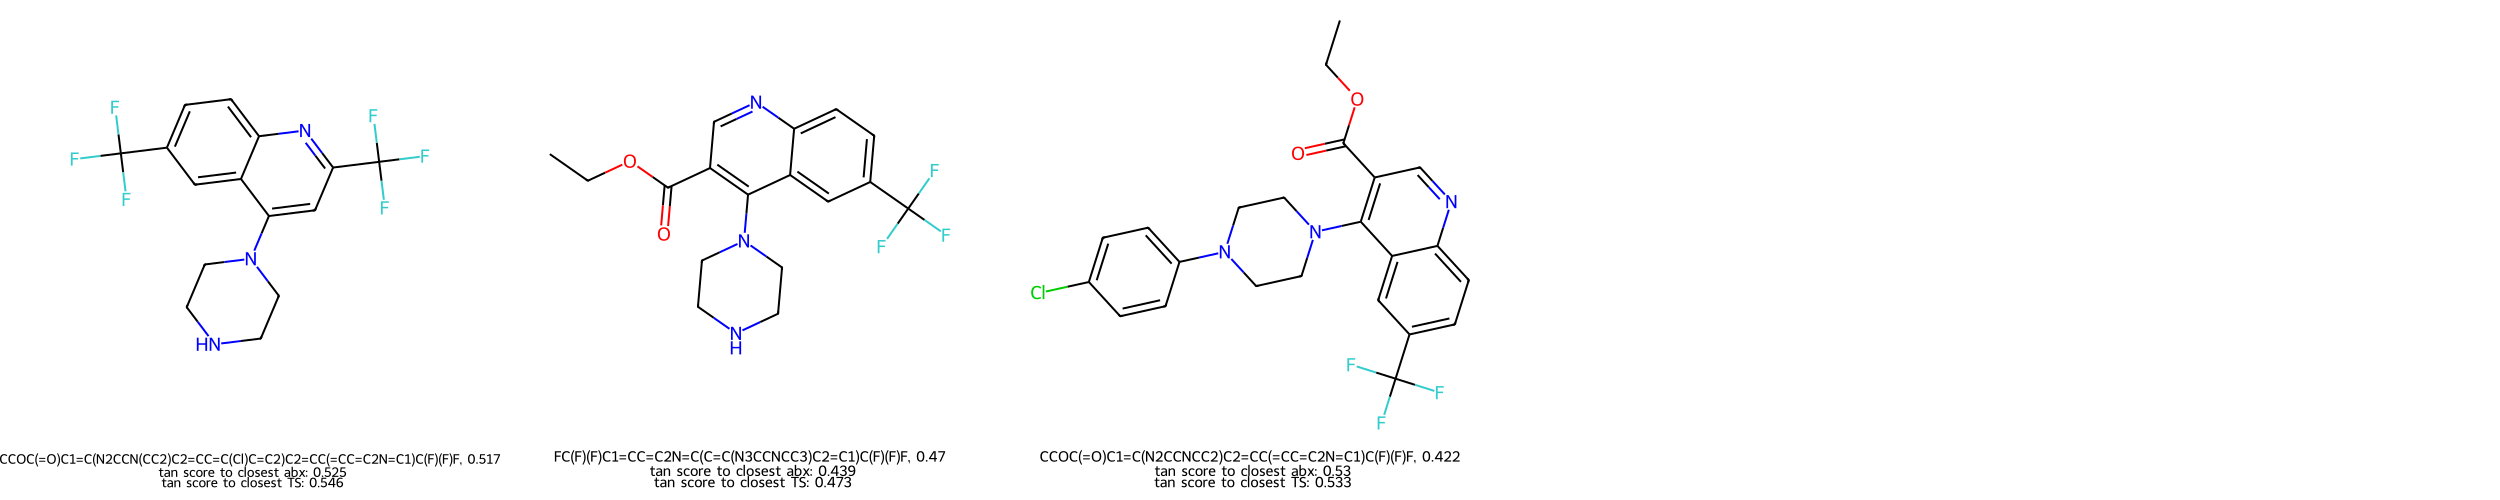 F
F
F
N
F
F
F
N
HN
N
O
O
F
F
F
N
N
H
O
O
N
N
N
Cl
F
F
F
CCOC(=O)C1=C(N2CCN(CC2)C2=CC=C(Cl)C=C2)C2=CC(=CC=C2N=C1)C(F)(F)F, 0.517
tan score to closest abx: 0.525
tan score to closest TS: 0.546
FC(F)(F)C1=CC=C2N=C(C=C(N3CCNCC3)C2=C1)C(F)(F)F, 0.47
tan score to closest abx: 0.439
tan score to closest TS: 0.473
CCOC(=O)C1=C(N2CCNCC2)C2=CC(=CC=C2N=C1)C(F)(F)F, 0.422
tan score to closest abx: 0.53
tan score to closest TS: 0.533